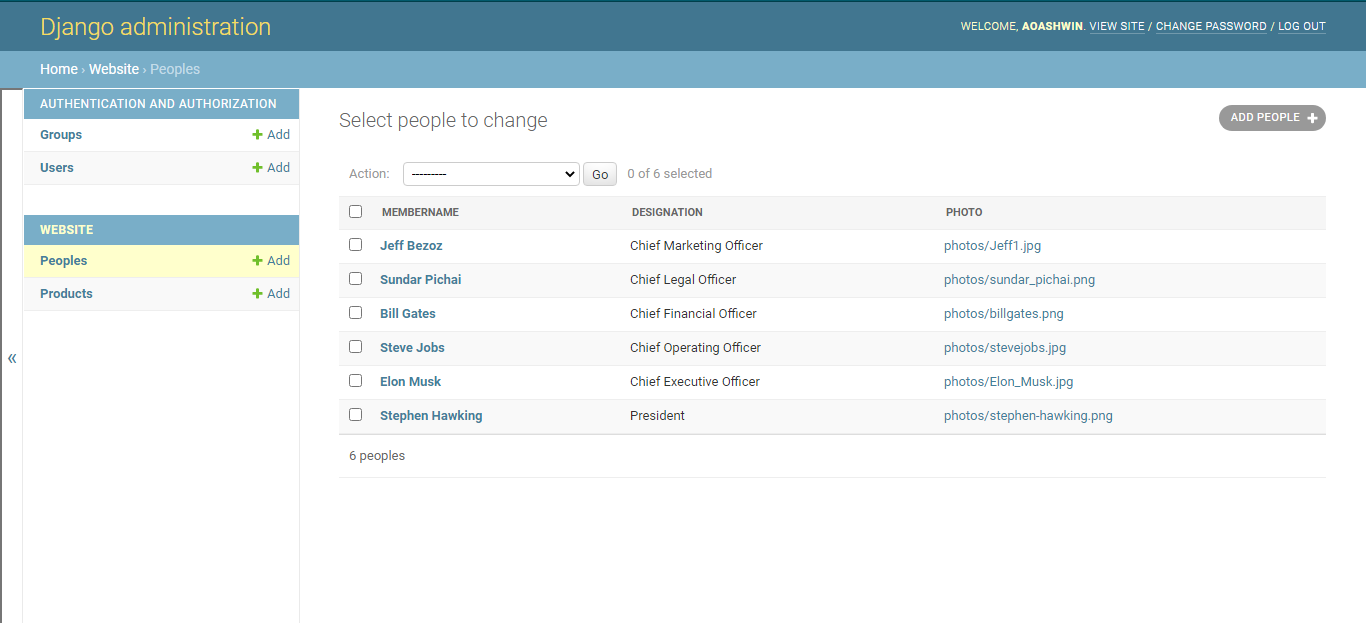 Django administration
WELCOME, AOASHWIN. VIEW SITE / CHANGE PASSWORD / LOG OUT
Home › Website › Peoples
AUTHENTICATION AND AUTHORIZATION
Groups + Add
Users + Add
WEBSITE
Peoples + Add
Products + Add
«
Select people to change
ADD PEOPLE +
Action: --------- Go 0 of 6 selected
MEMBERNAME DESIGNATION PHOTO
Jeff Bezoz Chief Marketing Officer photos/Jeff1.jpg
Sundar Pichai Chief Legal Officer photos/sundar_pichai.png
Bill Gates Chief Financial Officer photos/billgates.png
Steve Jobs Chief Operating Officer photos/stevejobs.jpg
Elon Musk Chief Executive Officer photos/Elon_Musk.jpg
Stephen Hawking President photos/stephen-hawking.png
6 peoples